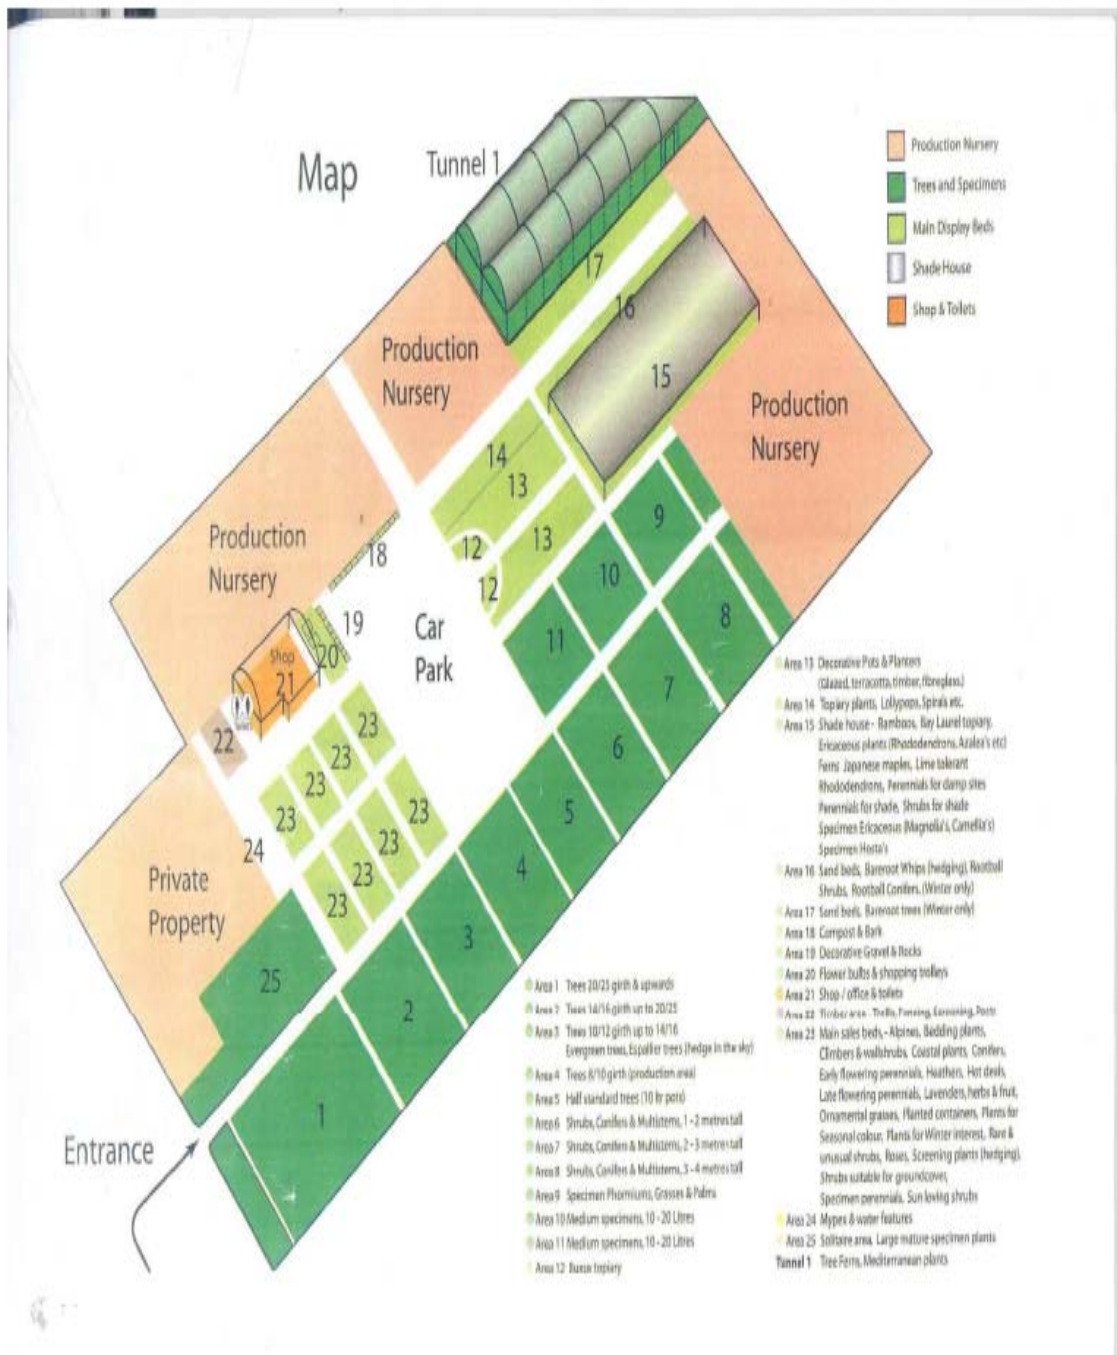 Map
Tunnel 1
Production Nursery
Trees and Specimens
Main Display Beds
Shade House
Shop & Toilets
17
16
15
Production
Nursery
Production
Nursery
14
13
13
12
12
9
10
11
8
7
6
5
4
3
2
1
Production
Nursery
18
19
Car
Park
Shop
20
21
22
23
23
23
23
23
23
23
23
24
Private
Property
25
Entrance
Area 1 Trees 20/25 girth & upwards
Area 2 Trees 14/16 girth up to 20/25
Area 3 Trees 10/12 girth up to 14/16
Evergreen trees, Espallier trees (hedge in the sky)
Area 4 Trees 8/10 girth (production area)
Area 5 Half standard trees (10 ltr pots)
Area 6 Shrubs, Conifers & Multistems, 1 - 2 metres tall
Area 7 Shrubs, Conifers & Multistems, 2 - 3 metres tall
Area 8 Shrubs, Conifers & Multistems, 3 - 4 metres tall
Area 9 Specimen Phormiums, Grasses & Palms
Area 10 Medium specimens, 10 - 20 Litres
Area 11 Medium specimens, 10 - 20 Litres
Area 12 Buxus topiary
Area 13 Decorative Pots & Planters
(Glazed, terracotta, timber, fibreglass.)
Area 14 Topiary plants, Lollypops, Spirals etc.
Area 15 Shade house - Bamboos, Bay Laurel topiary,
Ericaceous plants (Rhododendrons, Azalea's etc)
Ferns Japanese maples, Lime tolerant
Rhododendrons, Perennials for damp sites
Perennials for shade, Shrubs for shade
Specimen Ericaceous (Magnolia's, Camellia's)
Specimen Hosta's
Area 16 Sand beds, Bareroot Whips (hedging), Rootball
Shrubs, Rootball Conifers. (Winter only)
Area 17 Sand beds, Bareroot trees (Winter only)
Area 18 Compost & Bark
Area 19 Decorative Gravel & Rocks
Area 20 Flower bulbs & shopping trolleys
Area 21 Shop / office & toilets
Area 22 Timber area - Trellis, Fencing, Screening, Posts
Area 23 Main sales beds, - Alpines, Bedding plants,
Climbers & wallshrubs, Coastal plants, Conifers,
Early flowering perennials, Heathers, Hot deals,
Late flowering perennials, Lavenders, herbs & fruit,
Ornamental grasses, Planted containers, Plants for
Seasonal colour, Plants for Winter interest, Rare &
unusual shrubs, Roses, Screening plants (hedging),
Shrubs suitable for groundcover,
Specimen perennials, Sun loving shrubs
Area 24 Mypex & water features
Area 25 Solitaire area, Large mature specimen plants
Tunnel 1 Tree Ferns, Mediterranean plants